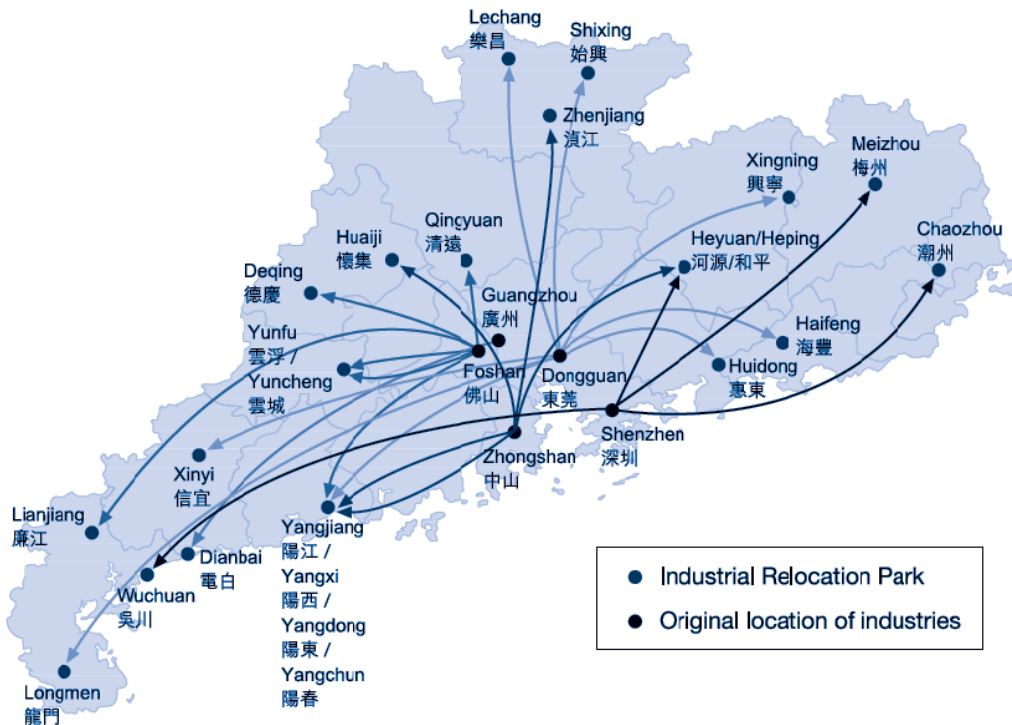 Lechang
樂昌
Shixing
始興
Zhenjiang
滇江
Meizhou
梅州
Xingning
興寧
Qingyuan
清遠
Huaiji
懷集
Heyuan/Heping
河源/和平
Chaozhou
潮州
Deqing
德慶
Guangzhou
廣州
Yunfu
雲浮 /
Yuncheng
雲城
Foshan
佛山
Dongguan
東莞
Haifeng
海豐
Huidong
惠東
Xinyi
信宜
Zhongshan
中山
Shenzhen
深圳
Lianjiang
廉江
Dianbai
電白
Wuchuan
吳川
Yangjiang
陽江 /
Yangxi
陽西 /
Yangdong
陽東 /
Yangchun
陽春
Longmen
龍門
Industrial Relocation Park
Original location of industries